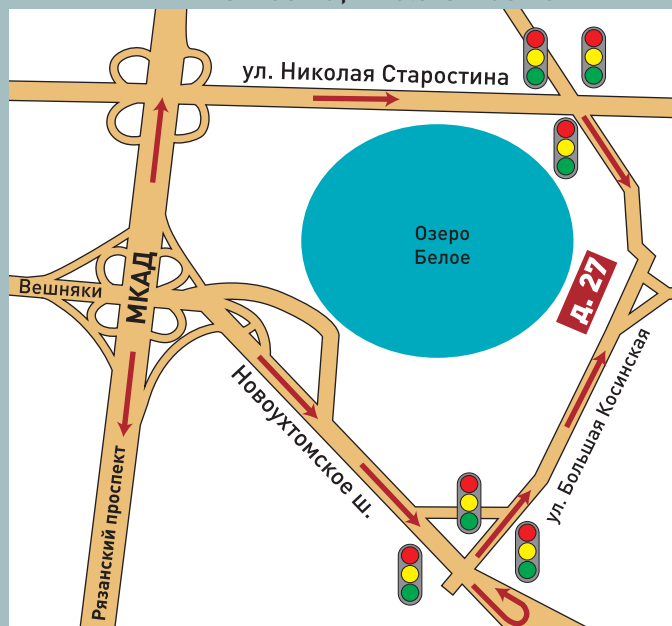 ул. Николая Старостина
Озеро
Белое
МКАД
Вешняки
д. 27
Новоухтомское ш.
ул. Большая Косинская
Рязанский проспект